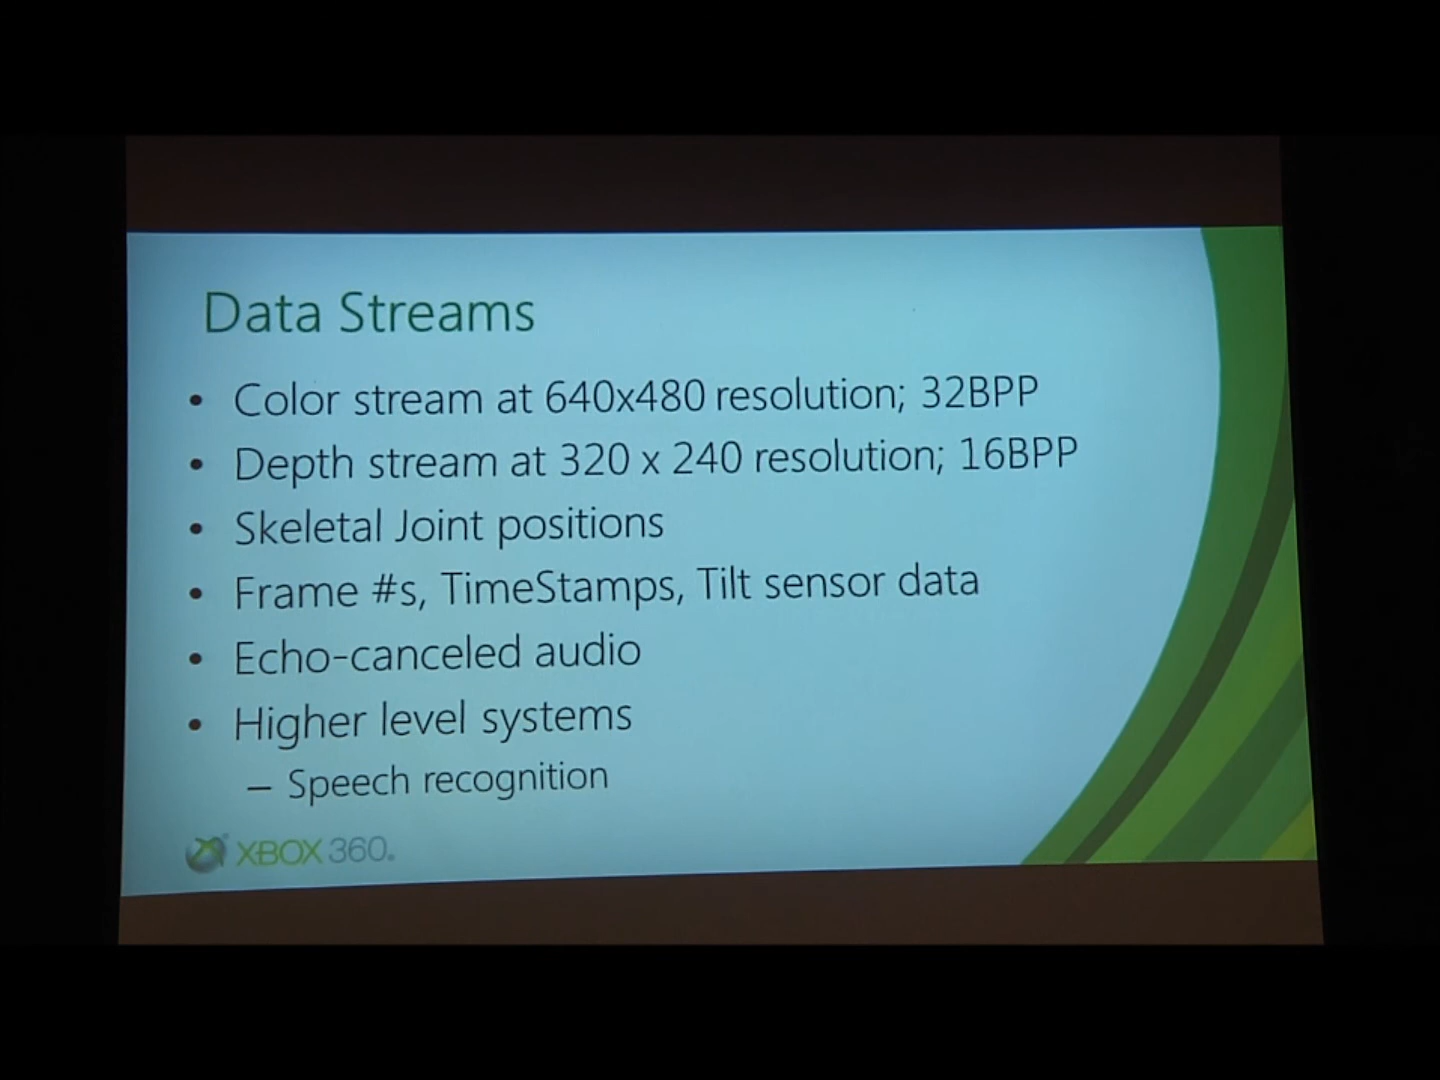 Data Streams
• Color stream at 640x480 resolution; 32BPP
• Depth stream at 320 x 240 resolution; 16BPP
• Skeletal Joint positions
• Frame #s, TimeStamps, Tilt sensor data
• Echo-canceled audio
• Higher level systems
– Speech recognition
XBOX 360.